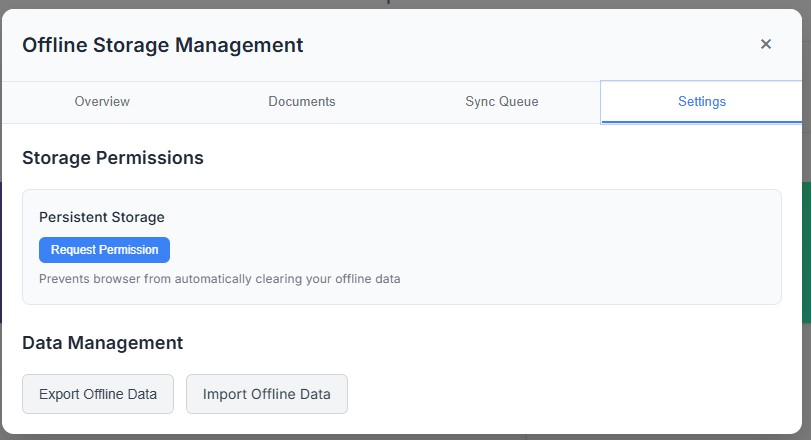 Offline Storage Management
×
Overview
Documents
Sync Queue
Settings
Storage Permissions
Persistent Storage
Request Permission
Prevents browser from automatically clearing your offline data
Data Management
Export Offline Data
Import Offline Data